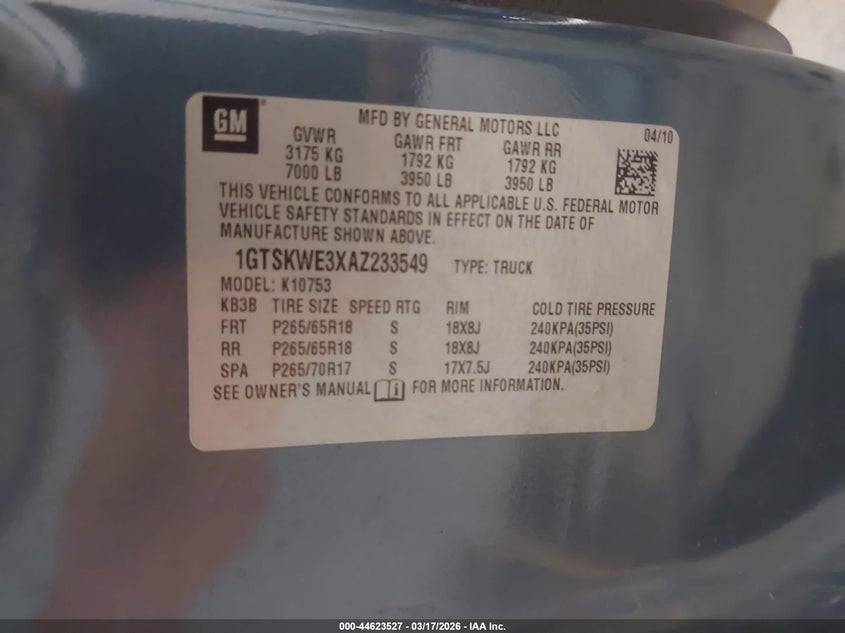 GM
MFD BY GENERAL MOTORS LLC
04/10
GVWR GAWR FRT GAWR RR
3175 KG 1792 KG 1792 KG
7000 LB 3950 LB 3950 LB
THIS VEHICLE CONFORMS TO ALL APPLICABLE U.S. FEDERAL MOTOR
VEHICLE SAFETY STANDARDS IN EFFECT ON THE DATE OF
MANUFACTURE SHOWN ABOVE.
1GTSKWE3XAZ233549 TYPE: TRUCK
MODEL: K10753
KB3B TIRE SIZE SPEED RTG RIM COLD TIRE PRESSURE
FRT P265/65R18 S 18X8J 240KPA(35PSI)
RR P265/65R18 S 18X8J 240KPA(35PSI)
SPA P265/70R17 S 17X7.5J 240KPA(35PSI)
SEE OWNER'S MANUAL FOR MORE INFORMATION.
000-44623527 - 03/17/2026 - IAA Inc.